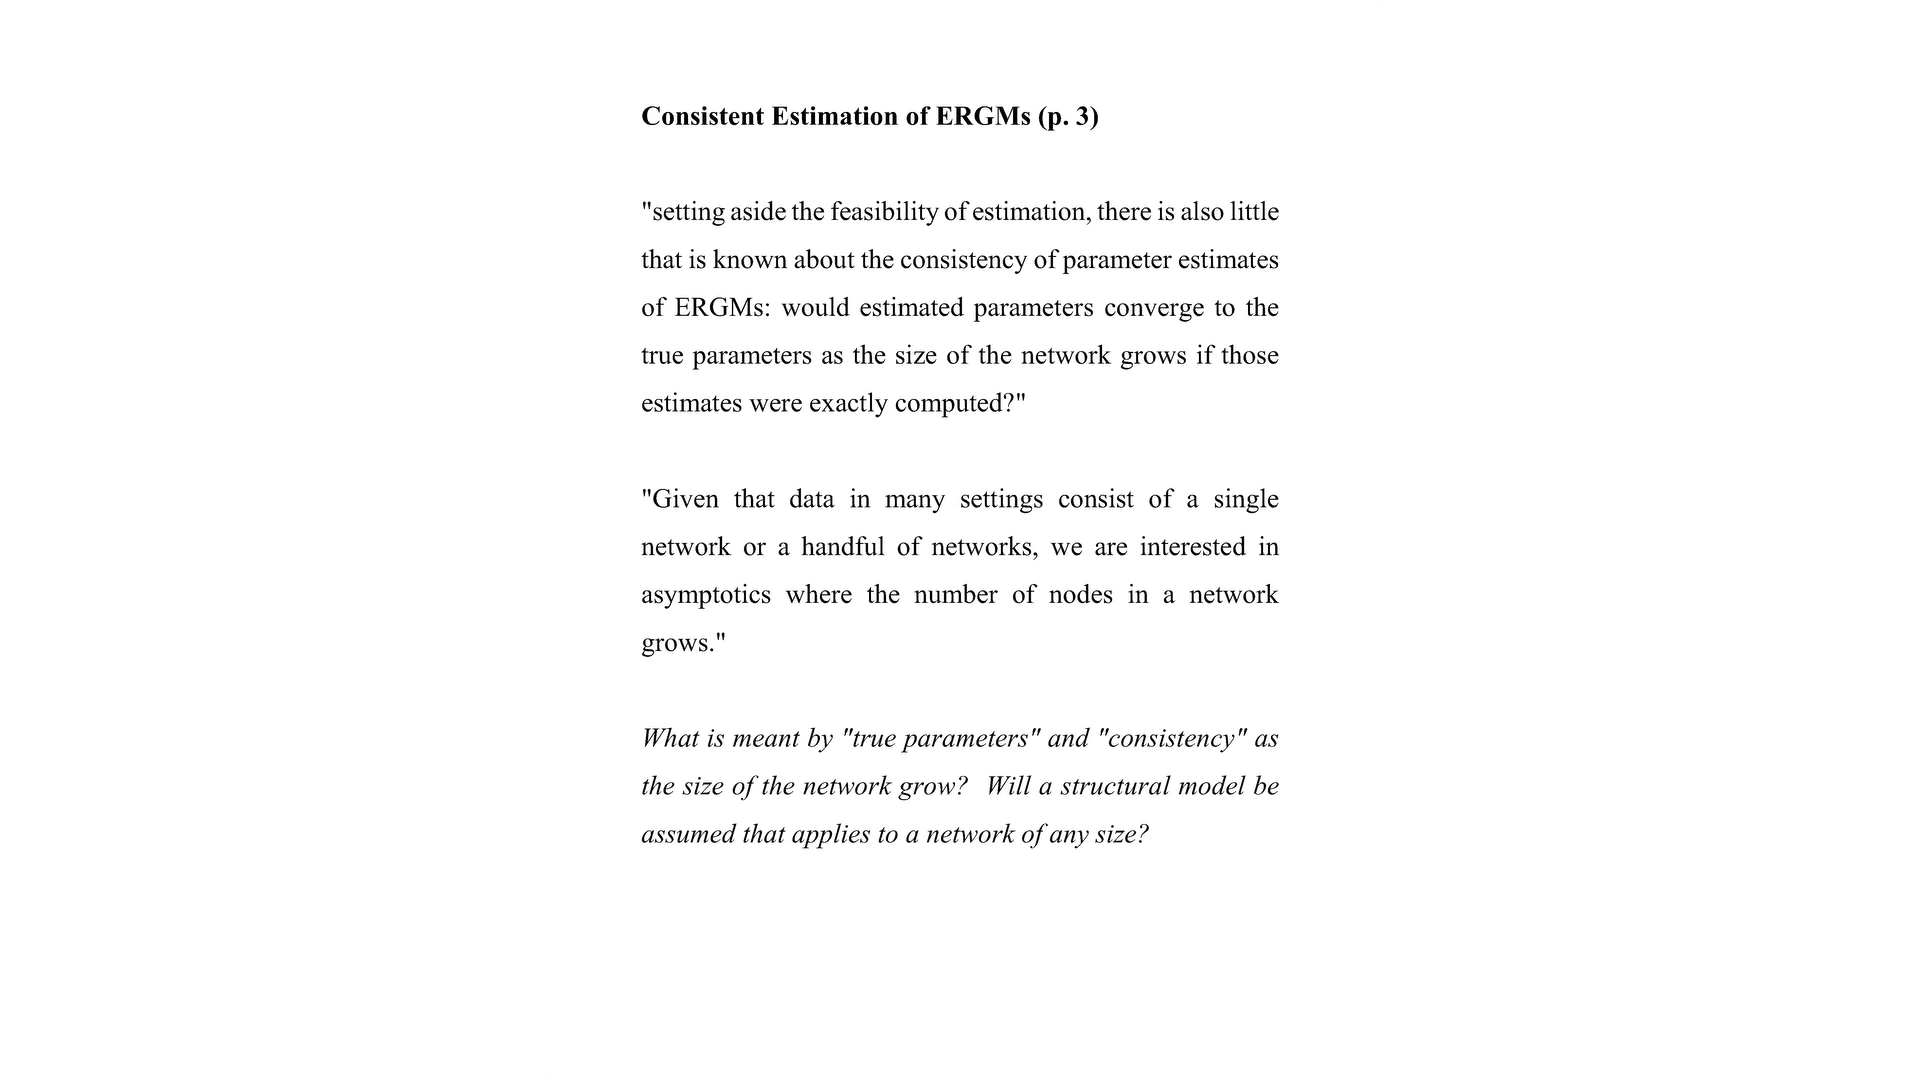 Consistent Estimation of ERGMs (p. 3)
"setting aside the feasibility of estimation, there is also little
that is known about the consistency of parameter estimates
of ERGMs: would estimated parameters converge to the
true parameters as the size of the network grows if those
estimates were exactly computed?"
"Given that data in many settings consist of a single
network or a handful of networks, we are interested in
asymptotics where the number of nodes in a network
grows."
What is meant by "true parameters" and "consistency" as
the size of the network grow?  Will a structural model be
assumed that applies to a network of any size?